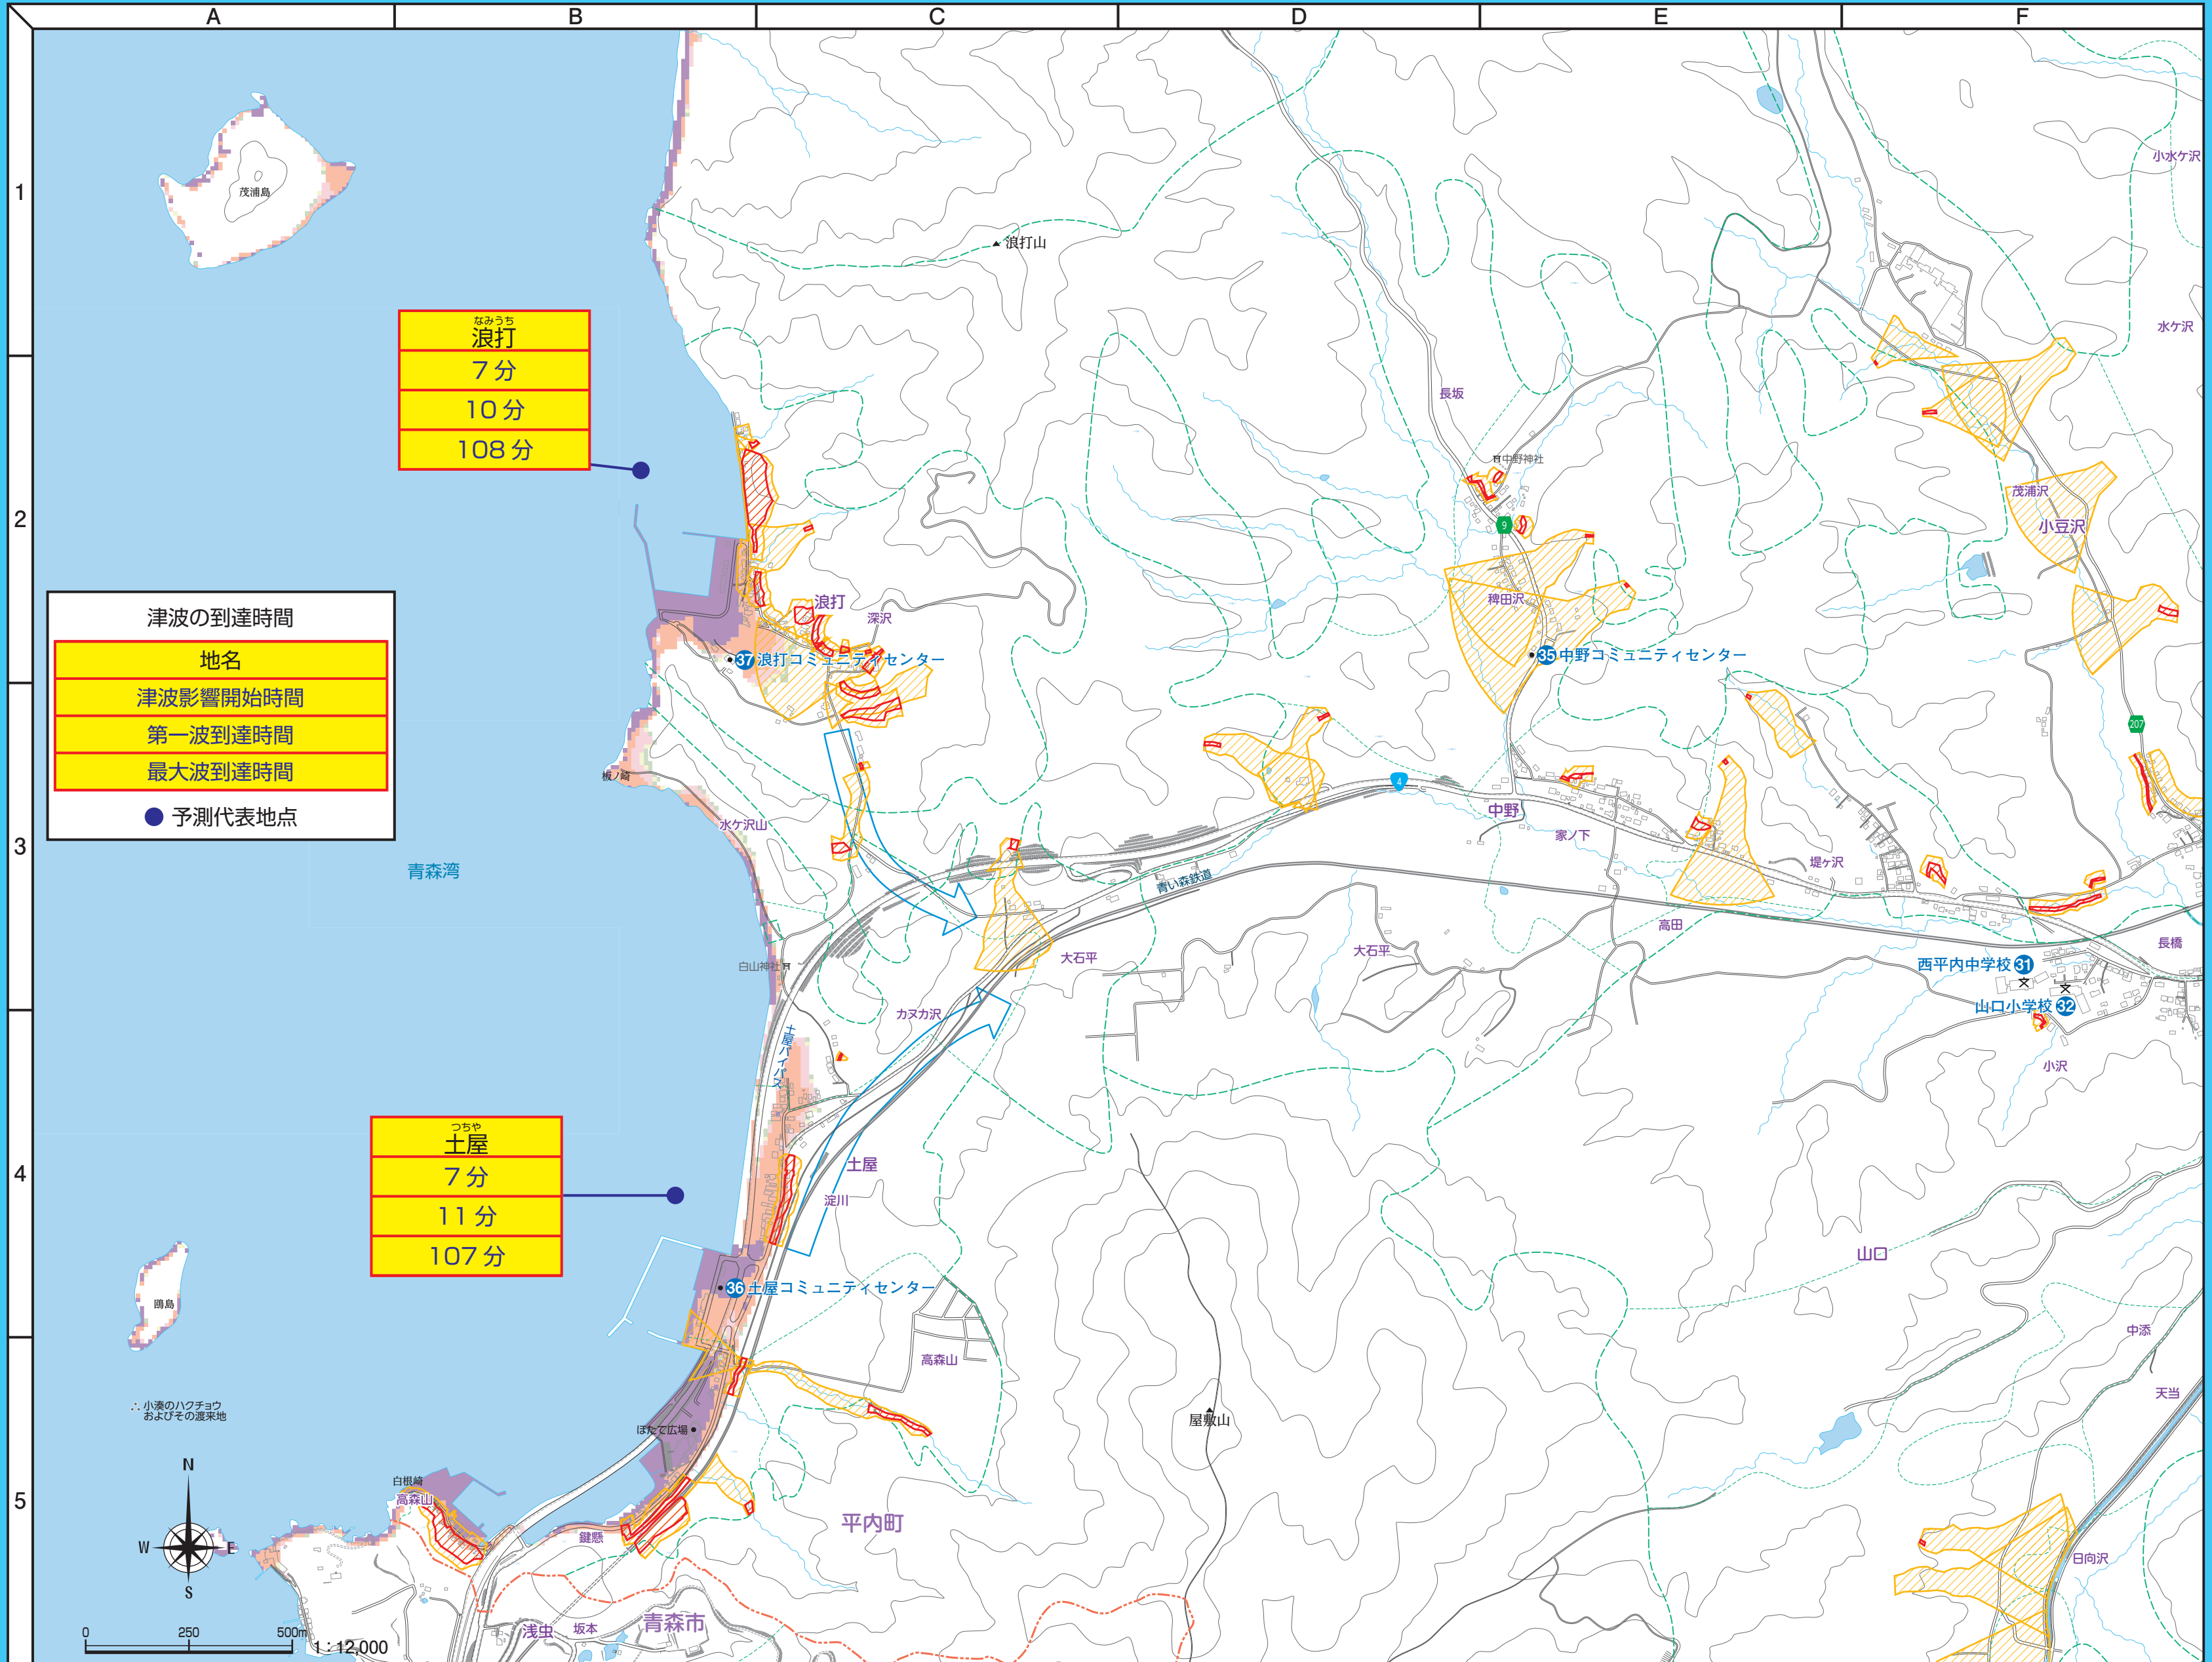 A
B
C
D
E
F
1
2
3
4
5
茂浦島
浪打山
小水ケ沢
水ケ沢
なみうち
浪打
7分
10分
108分
長坂
中野神社
9
茂浦沢
小豆沢
稗田沢
浪打
深沢
37 浪打コミュニティセンター
35 中野コミュニティセンター
津波の到達時間
地名
津波影響開始時間
第一波到達時間
最大波到達時間
予測代表地点
207
板ノ崎
4
水ケ沢山
中野
家ノ下
堤ヶ沢
青森湾
青い森鉄道
高田
大石平
大石平
長橋
白山神社
西平内中学校 31
山口小学校 32
カヌカ沢
土屋バイパス
小沢
つちや
土屋
7分
11分
107分
土屋
淀川
山口
36 土屋コミュニティセンター
鴎島
中添
高森山
天当
小湊のハクチョウ
およびその渡来地
屋敷山
ほたて広場
白根崎
高森山
平内町
鍵懸
日向沢
N
W
E
S
浅虫
坂本
青森市
0
250
500m
1:12,000